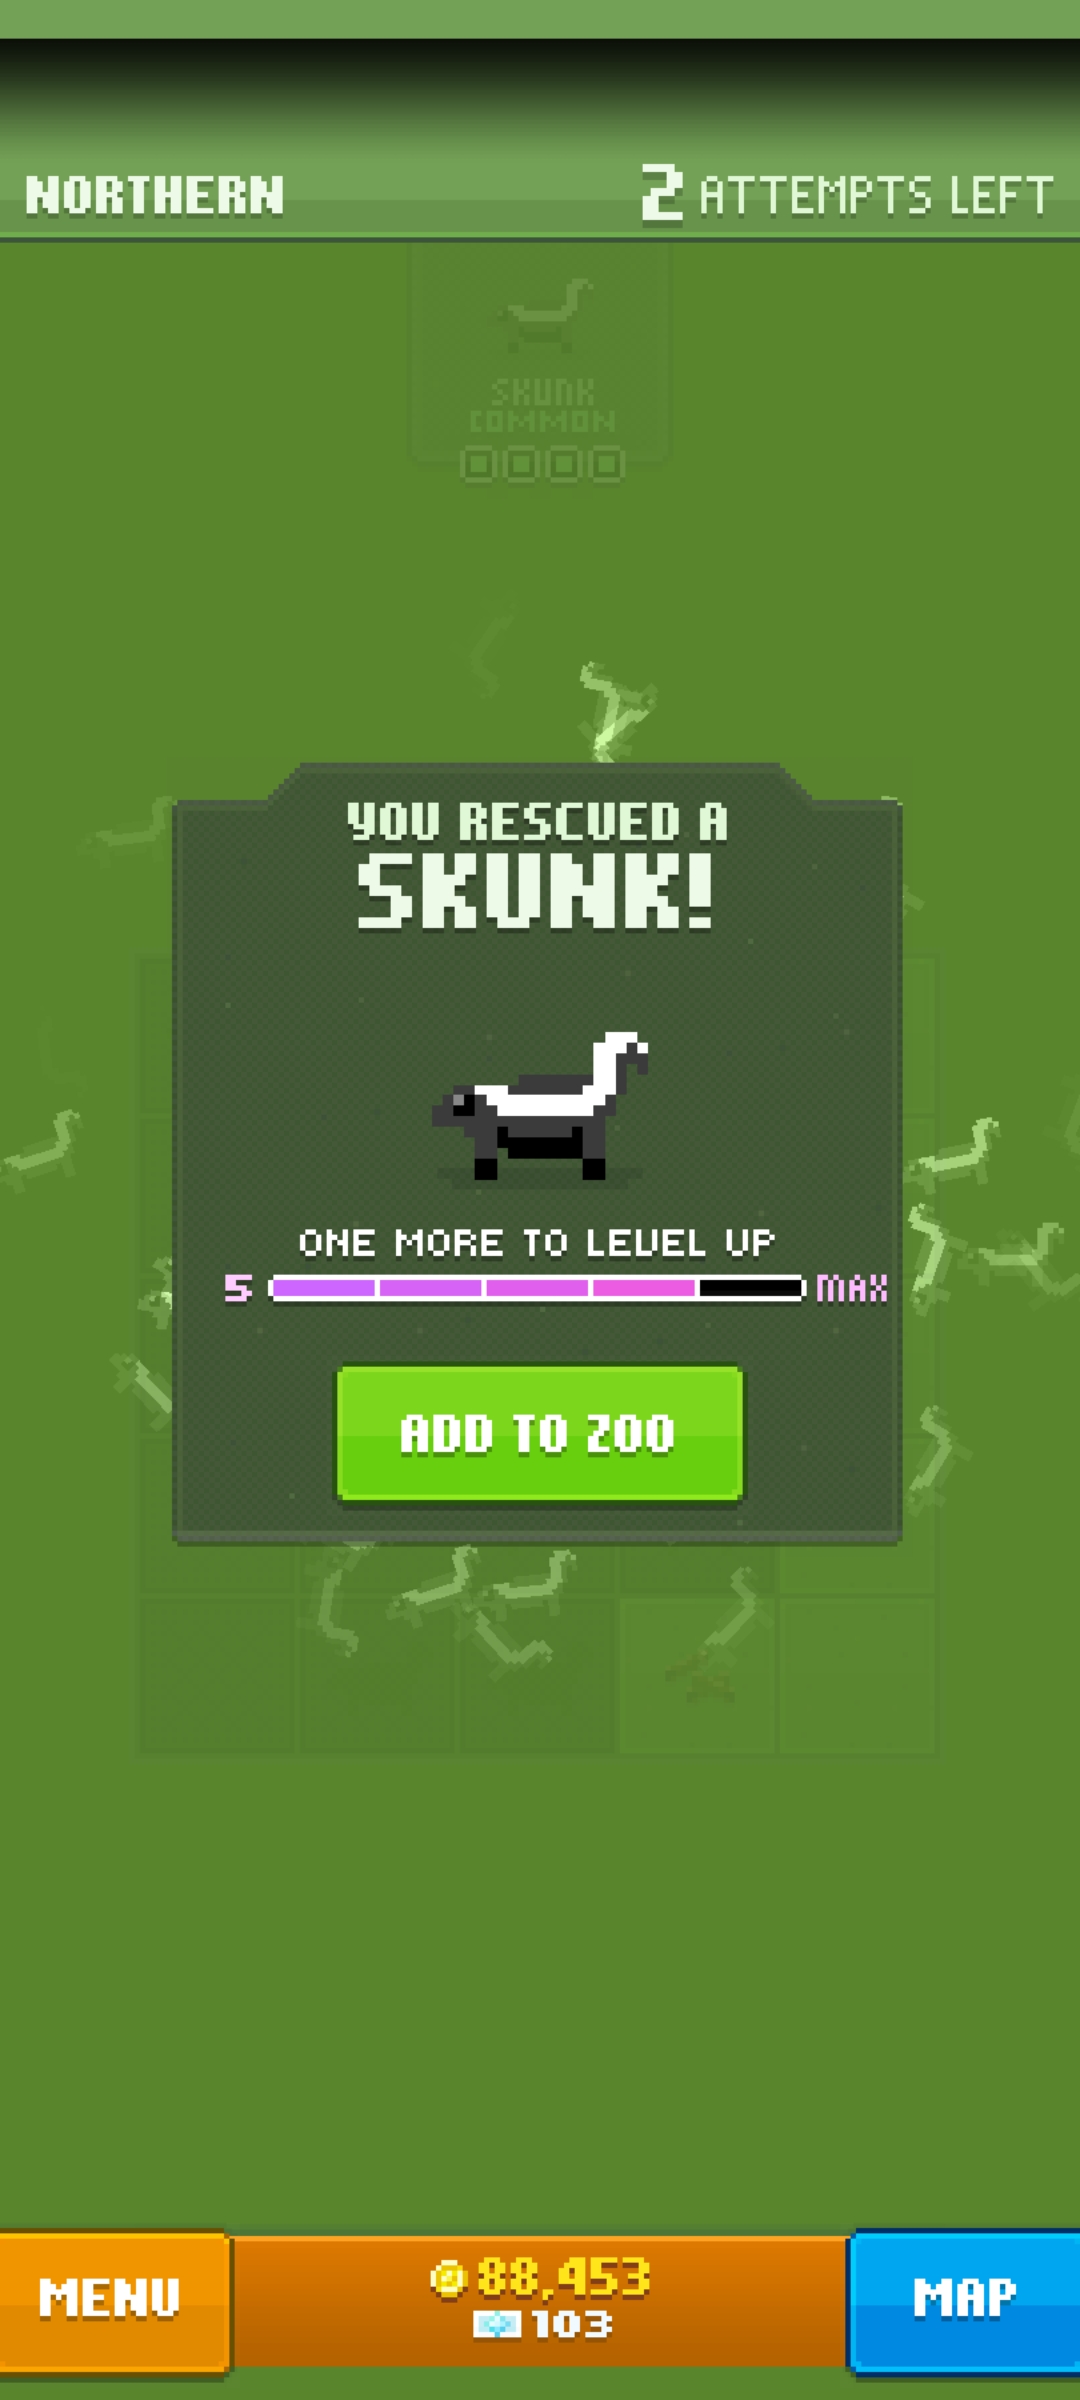 NORTHERN
2 ATTEMPTS LEFT
SKUNK
COMMON
YOU RESCUED A
SKUNK!
ONE MORE TO LEVEL UP
5 MAX
ADD TO ZOO
MENU
88,453
103
MAP